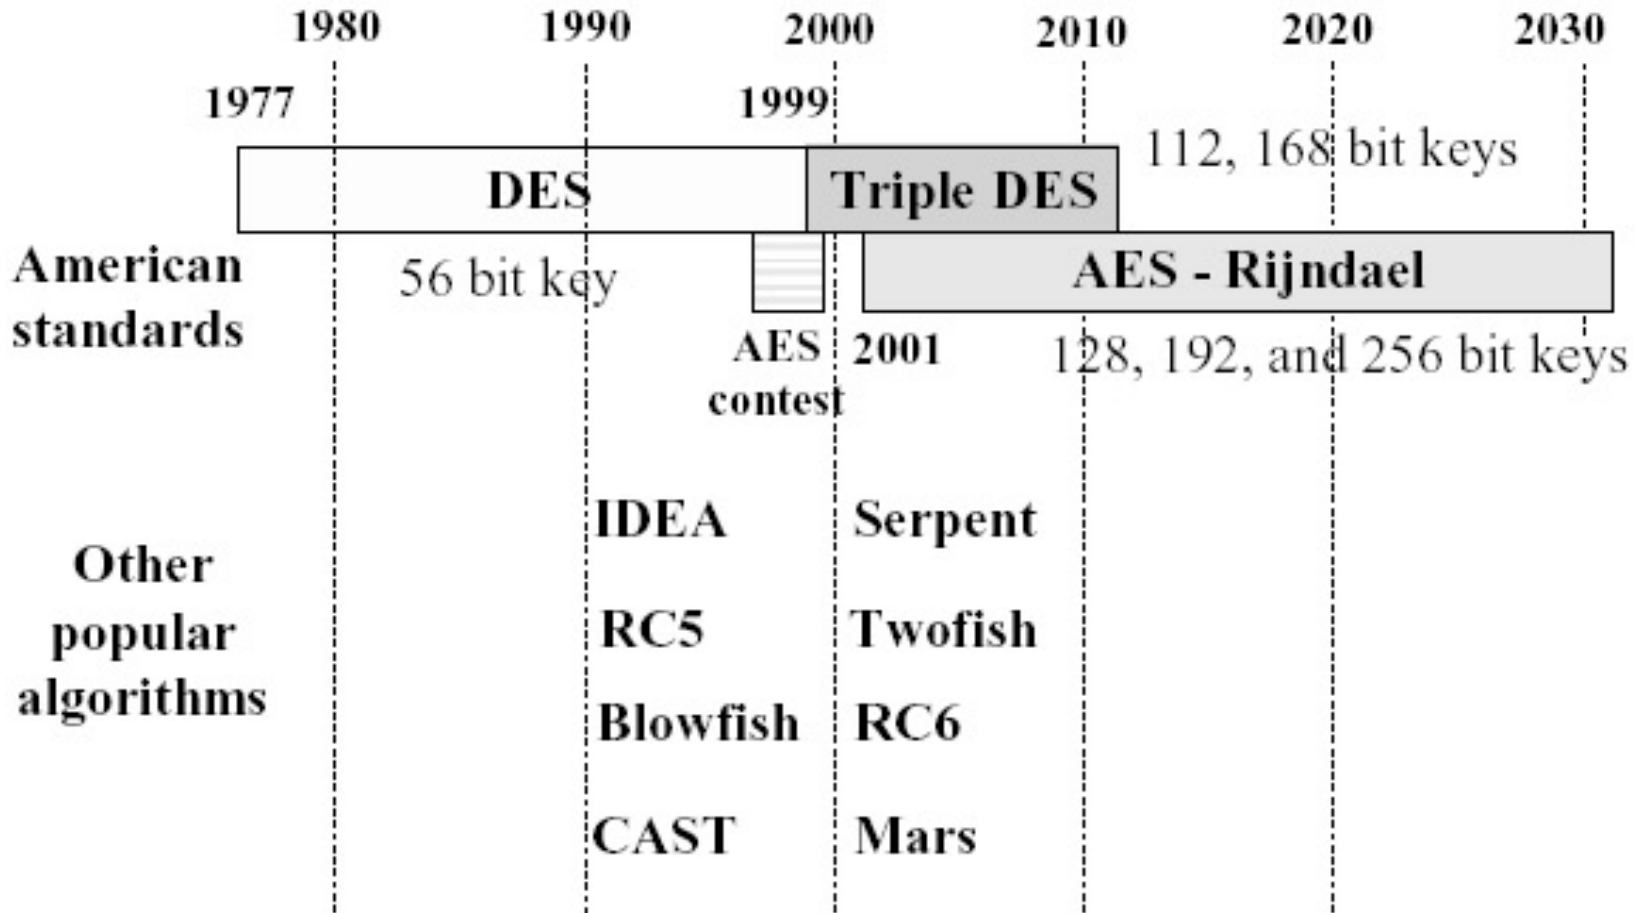 1980 1990 2000 2010 2020 2030
1977 1999
112, 168 bit keys
DES Triple DES
American
standards
56 bit key
AES - Rijndael
AES
contest
2001
128, 192, and 256 bit keys
Other
popular
algorithms
IDEA Serpent
RC5 Twofish
Blowfish RC6
CAST Mars